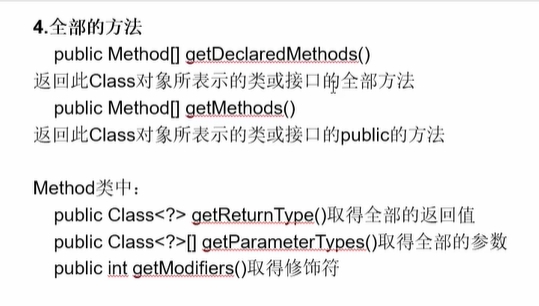 4.全部的方法
public Method[] getDeclaredMethods()
返回此Class对象所表示的类或接口的全部方法
public Method[] getMethods()
返回此Class对象所表示的类或接口的public的方法
Method类中：
public Class<?> getReturnType()取得全部的返回值
public Class<?>[] getParameterTypes()取得全部的参数
public int getModifiers()取得修饰符